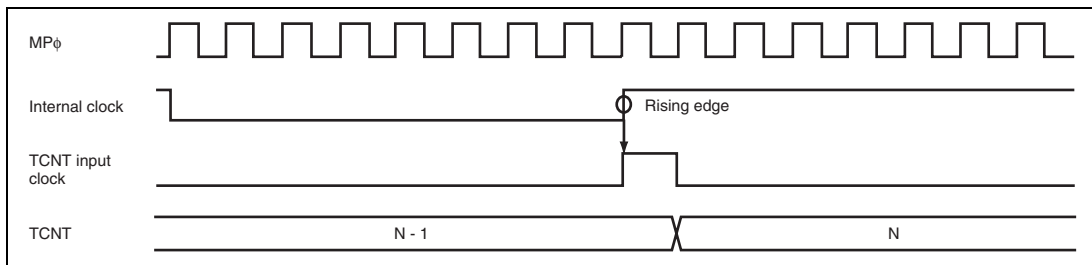 MPφ
Internal clock
Rising edge
TCNT input
clock
TCNT
N - 1
N